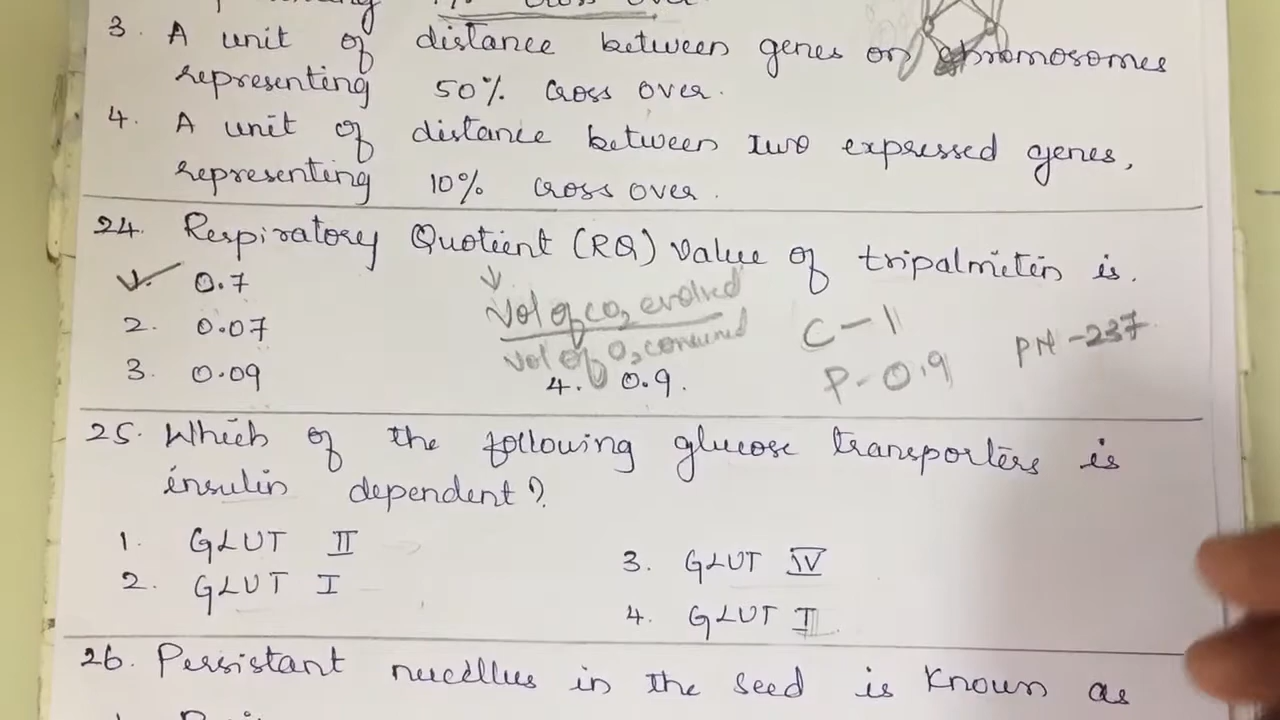 3. A unit of distance between genes on chromosomes
representing 50% cross over.
4. A unit of distance between two expressed genes,
representing 10% cross over.
24. Respiratory Quotient (RQ) value of tripalmitin is.
1. 0.7
Vol of CO2 evolved
2. 0.07
Vol of O2 consumed
C - 1
PN - 237
3. 0.09
4. 0.9.
P - 0.9
25. Which of the following glucose transporters is
insulin dependent?
1. GLUT II
3. GLUT IV
2. GLUT I
4. GLUT
26. Persistant nucellus in the seed is known as